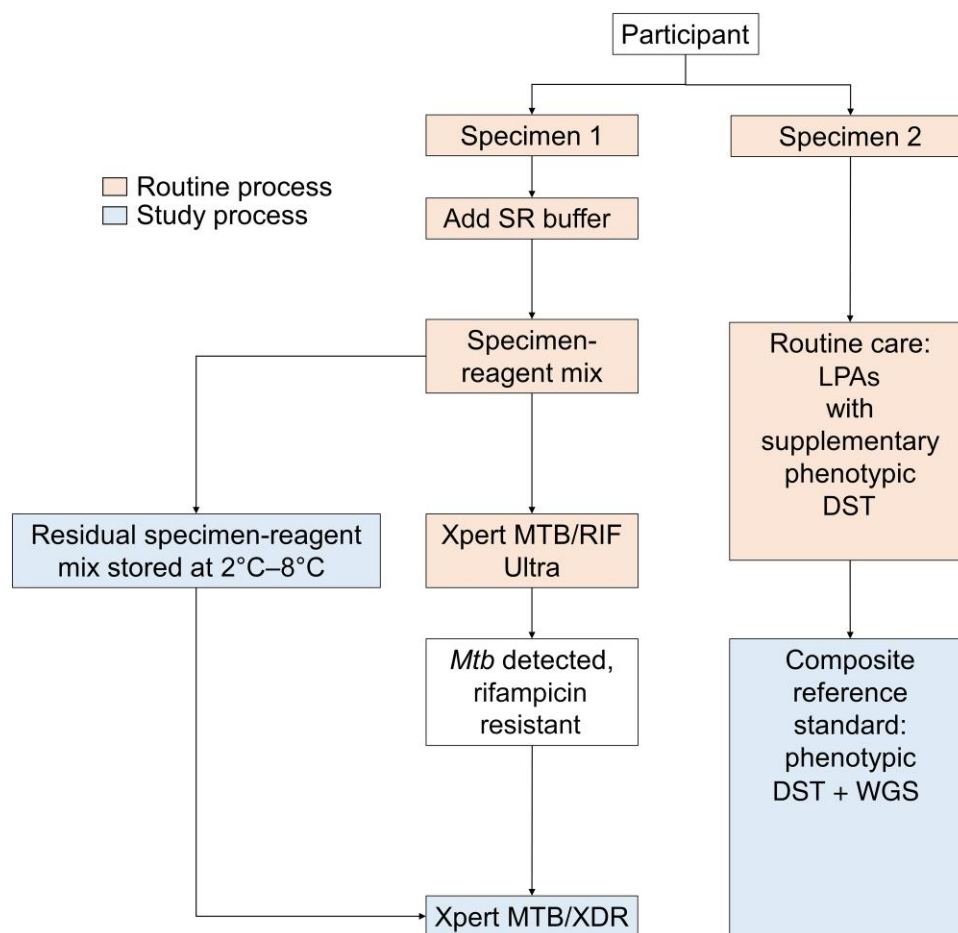 Participant
Specimen 1
Specimen 2
Routine process
Study process
Add SR buffer
Specimen-
reagent mix
Routine care:
LPAs
with
supplementary
phenotypic
DST
Residual specimen-reagent
mix stored at 2°C–8°C
Xpert MTB/RIF
Ultra
Mtb detected,
rifampicin
resistant
Composite
reference
standard:
phenotypic
DST + WGS
Xpert MTB/XDR